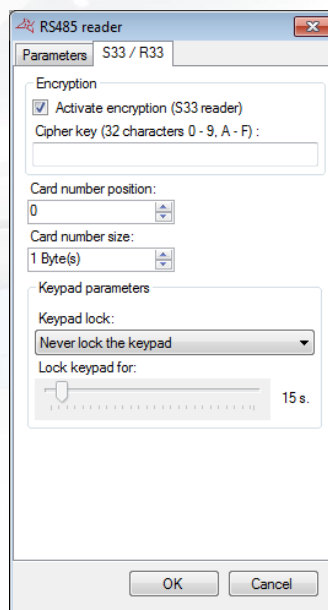 RS485 reader
Parameters S33 / R33
Encryption
Activate encryption (S33 reader)
Cipher key (32 characters 0 - 9, A - F) :
Card number position:
0
Card number size:
1 Byte(s)
Keypad parameters
Keypad lock:
Never lock the keypad
Lock keypad for:
15 s.
OK Cancel